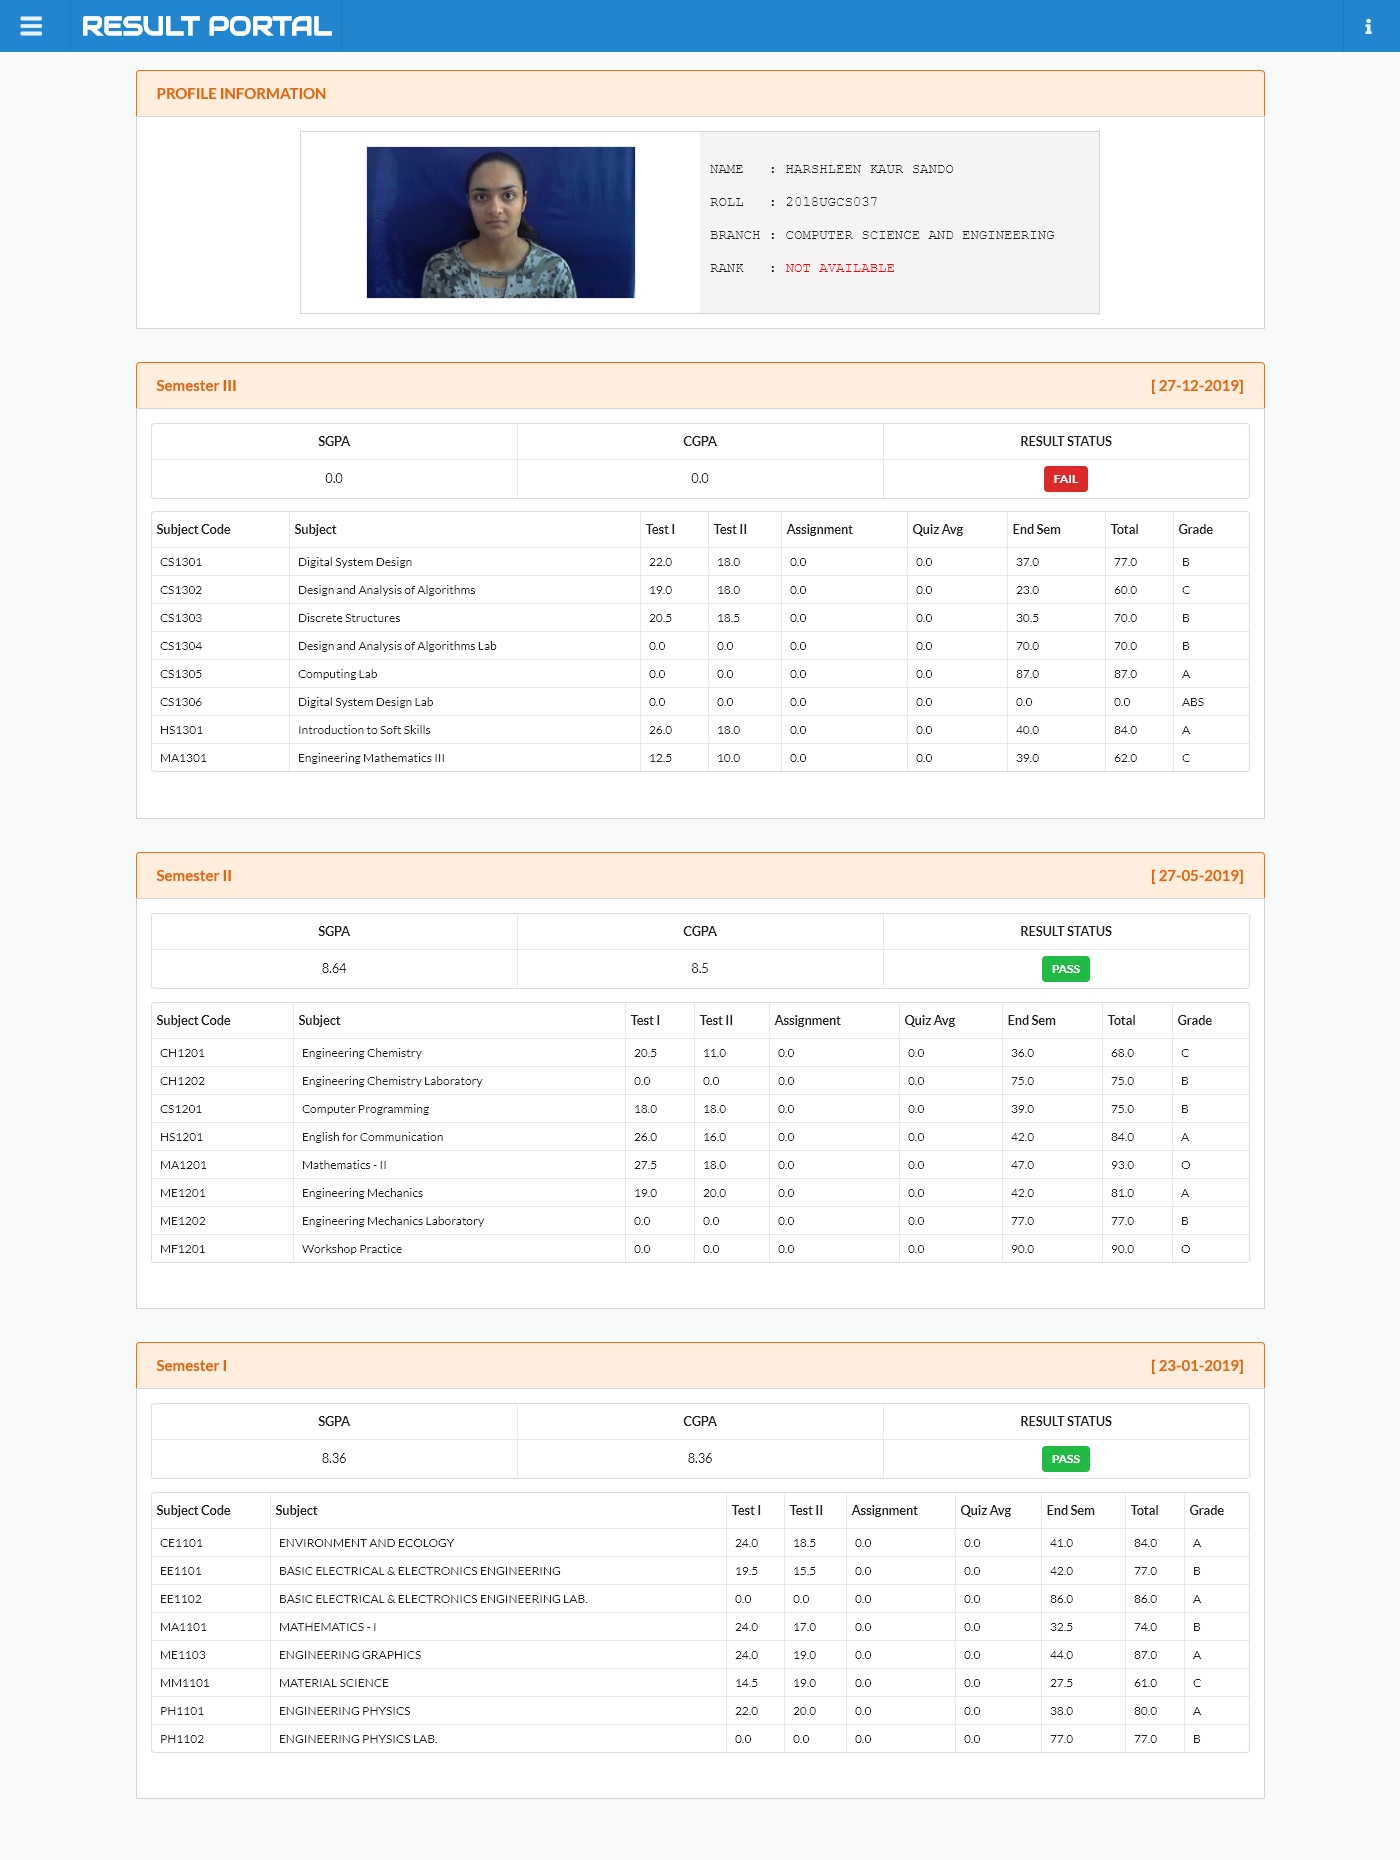 RESULT PORTAL
PROFILE INFORMATION
NAME : HARSHLEEN KAUR SANDO
ROLL : 2018UGCS037
BRANCH : COMPUTER SCIENCE AND ENGINEERING
RANK : NOT AVAILABLE
Semester III [ 27-12-2019]
SGPA CGPA RESULT STATUS
0.0 0.0 FAIL
Subject Code Subject Test I Test II Assignment Quiz Avg End Sem Total Grade
CS1301 Digital System Design 22.0 18.0 0.0 0.0 37.0 77.0 B
CS1302 Design and Analysis of Algorithms 19.0 18.0 0.0 0.0 23.0 60.0 C
CS1303 Discrete Structures 20.5 18.5 0.0 0.0 30.5 70.0 B
CS1304 Design and Analysis of Algorithms Lab 0.0 0.0 0.0 0.0 70.0 70.0 B
CS1305 Computing Lab 0.0 0.0 0.0 0.0 87.0 87.0 A
CS1306 Digital System Design Lab 0.0 0.0 0.0 0.0 0.0 0.0 ABS
HS1301 Introduction to Soft Skills 26.0 18.0 0.0 0.0 40.0 84.0 A
MA1301 Engineering Mathematics III 12.5 10.0 0.0 0.0 39.0 62.0 C
Semester II [ 27-05-2019]
SGPA CGPA RESULT STATUS
8.64 8.5 PASS
Subject Code Subject Test I Test II Assignment Quiz Avg End Sem Total Grade
CH1201 Engineering Chemistry 20.5 11.0 0.0 0.0 36.0 68.0 C
CH1202 Engineering Chemistry Laboratory 0.0 0.0 0.0 0.0 75.0 75.0 B
CS1201 Computer Programming 18.0 18.0 0.0 0.0 39.0 75.0 B
HS1201 English for Communication 26.0 16.0 0.0 0.0 42.0 84.0 A
MA1201 Mathematics - II 27.5 18.0 0.0 0.0 47.0 93.0 O
ME1201 Engineering Mechanics 19.0 20.0 0.0 0.0 42.0 81.0 A
ME1202 Engineering Mechanics Laboratory 0.0 0.0 0.0 0.0 77.0 77.0 B
MF1201 Workshop Practice 0.0 0.0 0.0 0.0 90.0 90.0 O
Semester I [ 23-01-2019]
SGPA CGPA RESULT STATUS
8.36 8.36 PASS
Subject Code Subject Test I Test II Assignment Quiz Avg End Sem Total Grade
CE1101 ENVIRONMENT AND ECOLOGY 24.0 18.5 0.0 0.0 41.0 84.0 A
EE1101 BASIC ELECTRICAL & ELECTRONICS ENGINEERING 19.5 15.5 0.0 0.0 42.0 77.0 B
EE1102 BASIC ELECTRICAL & ELECTRONICS ENGINEERING LAB. 0.0 0.0 0.0 0.0 86.0 86.0 A
MA1101 MATHEMATICS - I 24.0 17.0 0.0 0.0 32.5 74.0 B
ME1103 ENGINEERING GRAPHICS 24.0 19.0 0.0 0.0 44.0 87.0 A
MM1101 MATERIAL SCIENCE 14.5 19.0 0.0 0.0 27.5 61.0 C
PH1101 ENGINEERING PHYSICS 22.0 20.0 0.0 0.0 38.0 80.0 A
PH1102 ENGINEERING PHYSICS LAB. 0.0 0.0 0.0 0.0 77.0 77.0 B